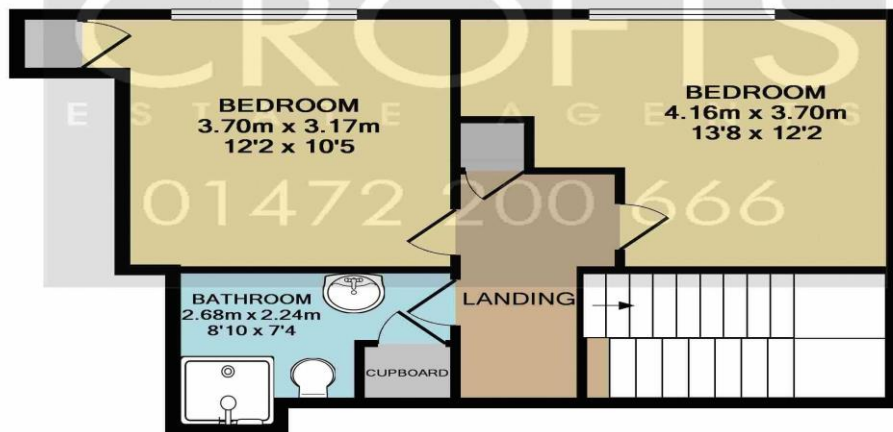 CROFTS
ESTATE AGENTS
01472 200 666
BEDROOM
3.70m x 3.17m
12'2 x 10'5
BEDROOM
4.16m x 3.70m
13'8 x 12'2
BATHROOM
2.68m x 2.24m
8'10 x 7'4
LANDING
CUPBOARD